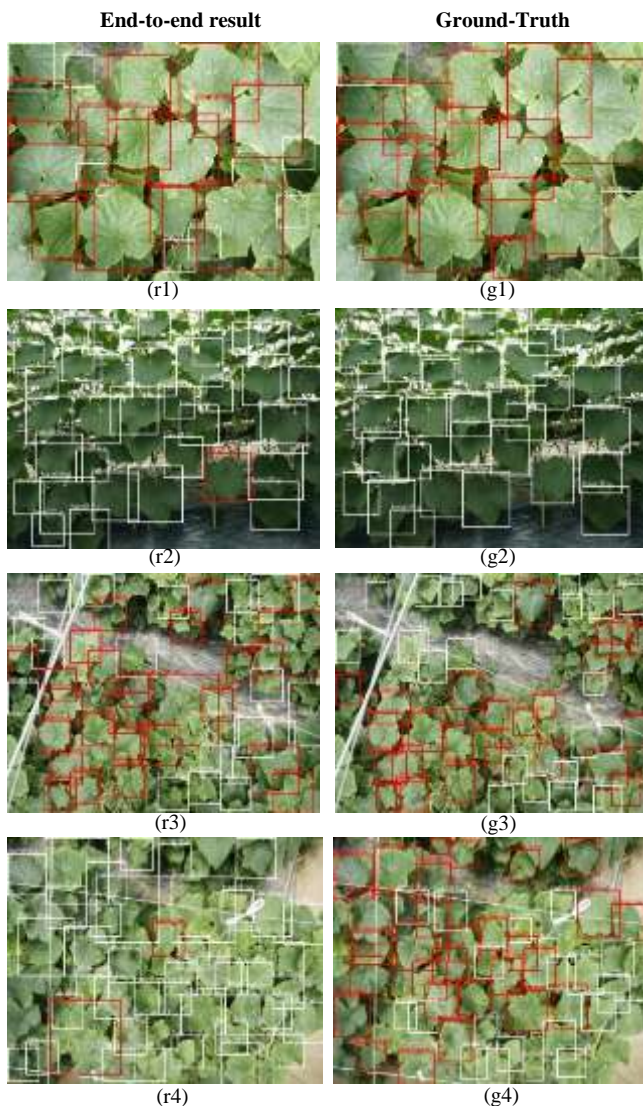 End-to-end result Ground-Truth
(r1) (g1)
(r2) (g2)
(r3) (g3)
(r4) (g4)